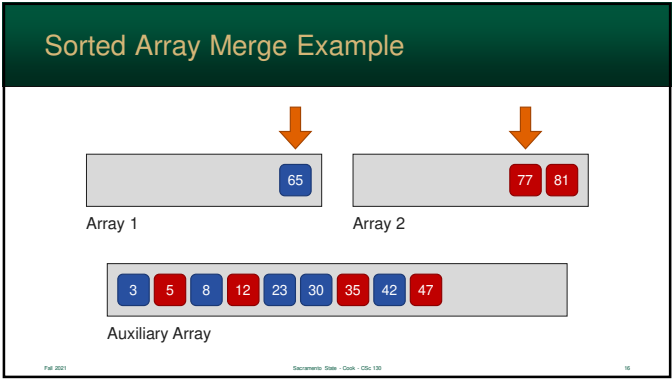 Sorted Array Merge Example
65
77 81
Array 1
Array 2
3 5 8 12 23 30 35 42 47
Auxiliary Array
Fall 2021
Sacramento State - Cook - CSc 130
16